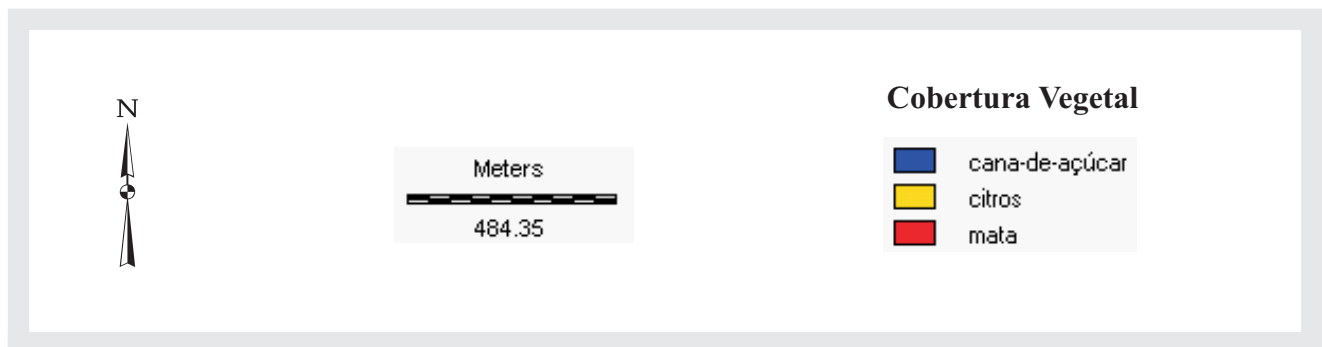 N
Meters
484.35
Cobertura Vegetal
cana-de-açúcar
citros
mata